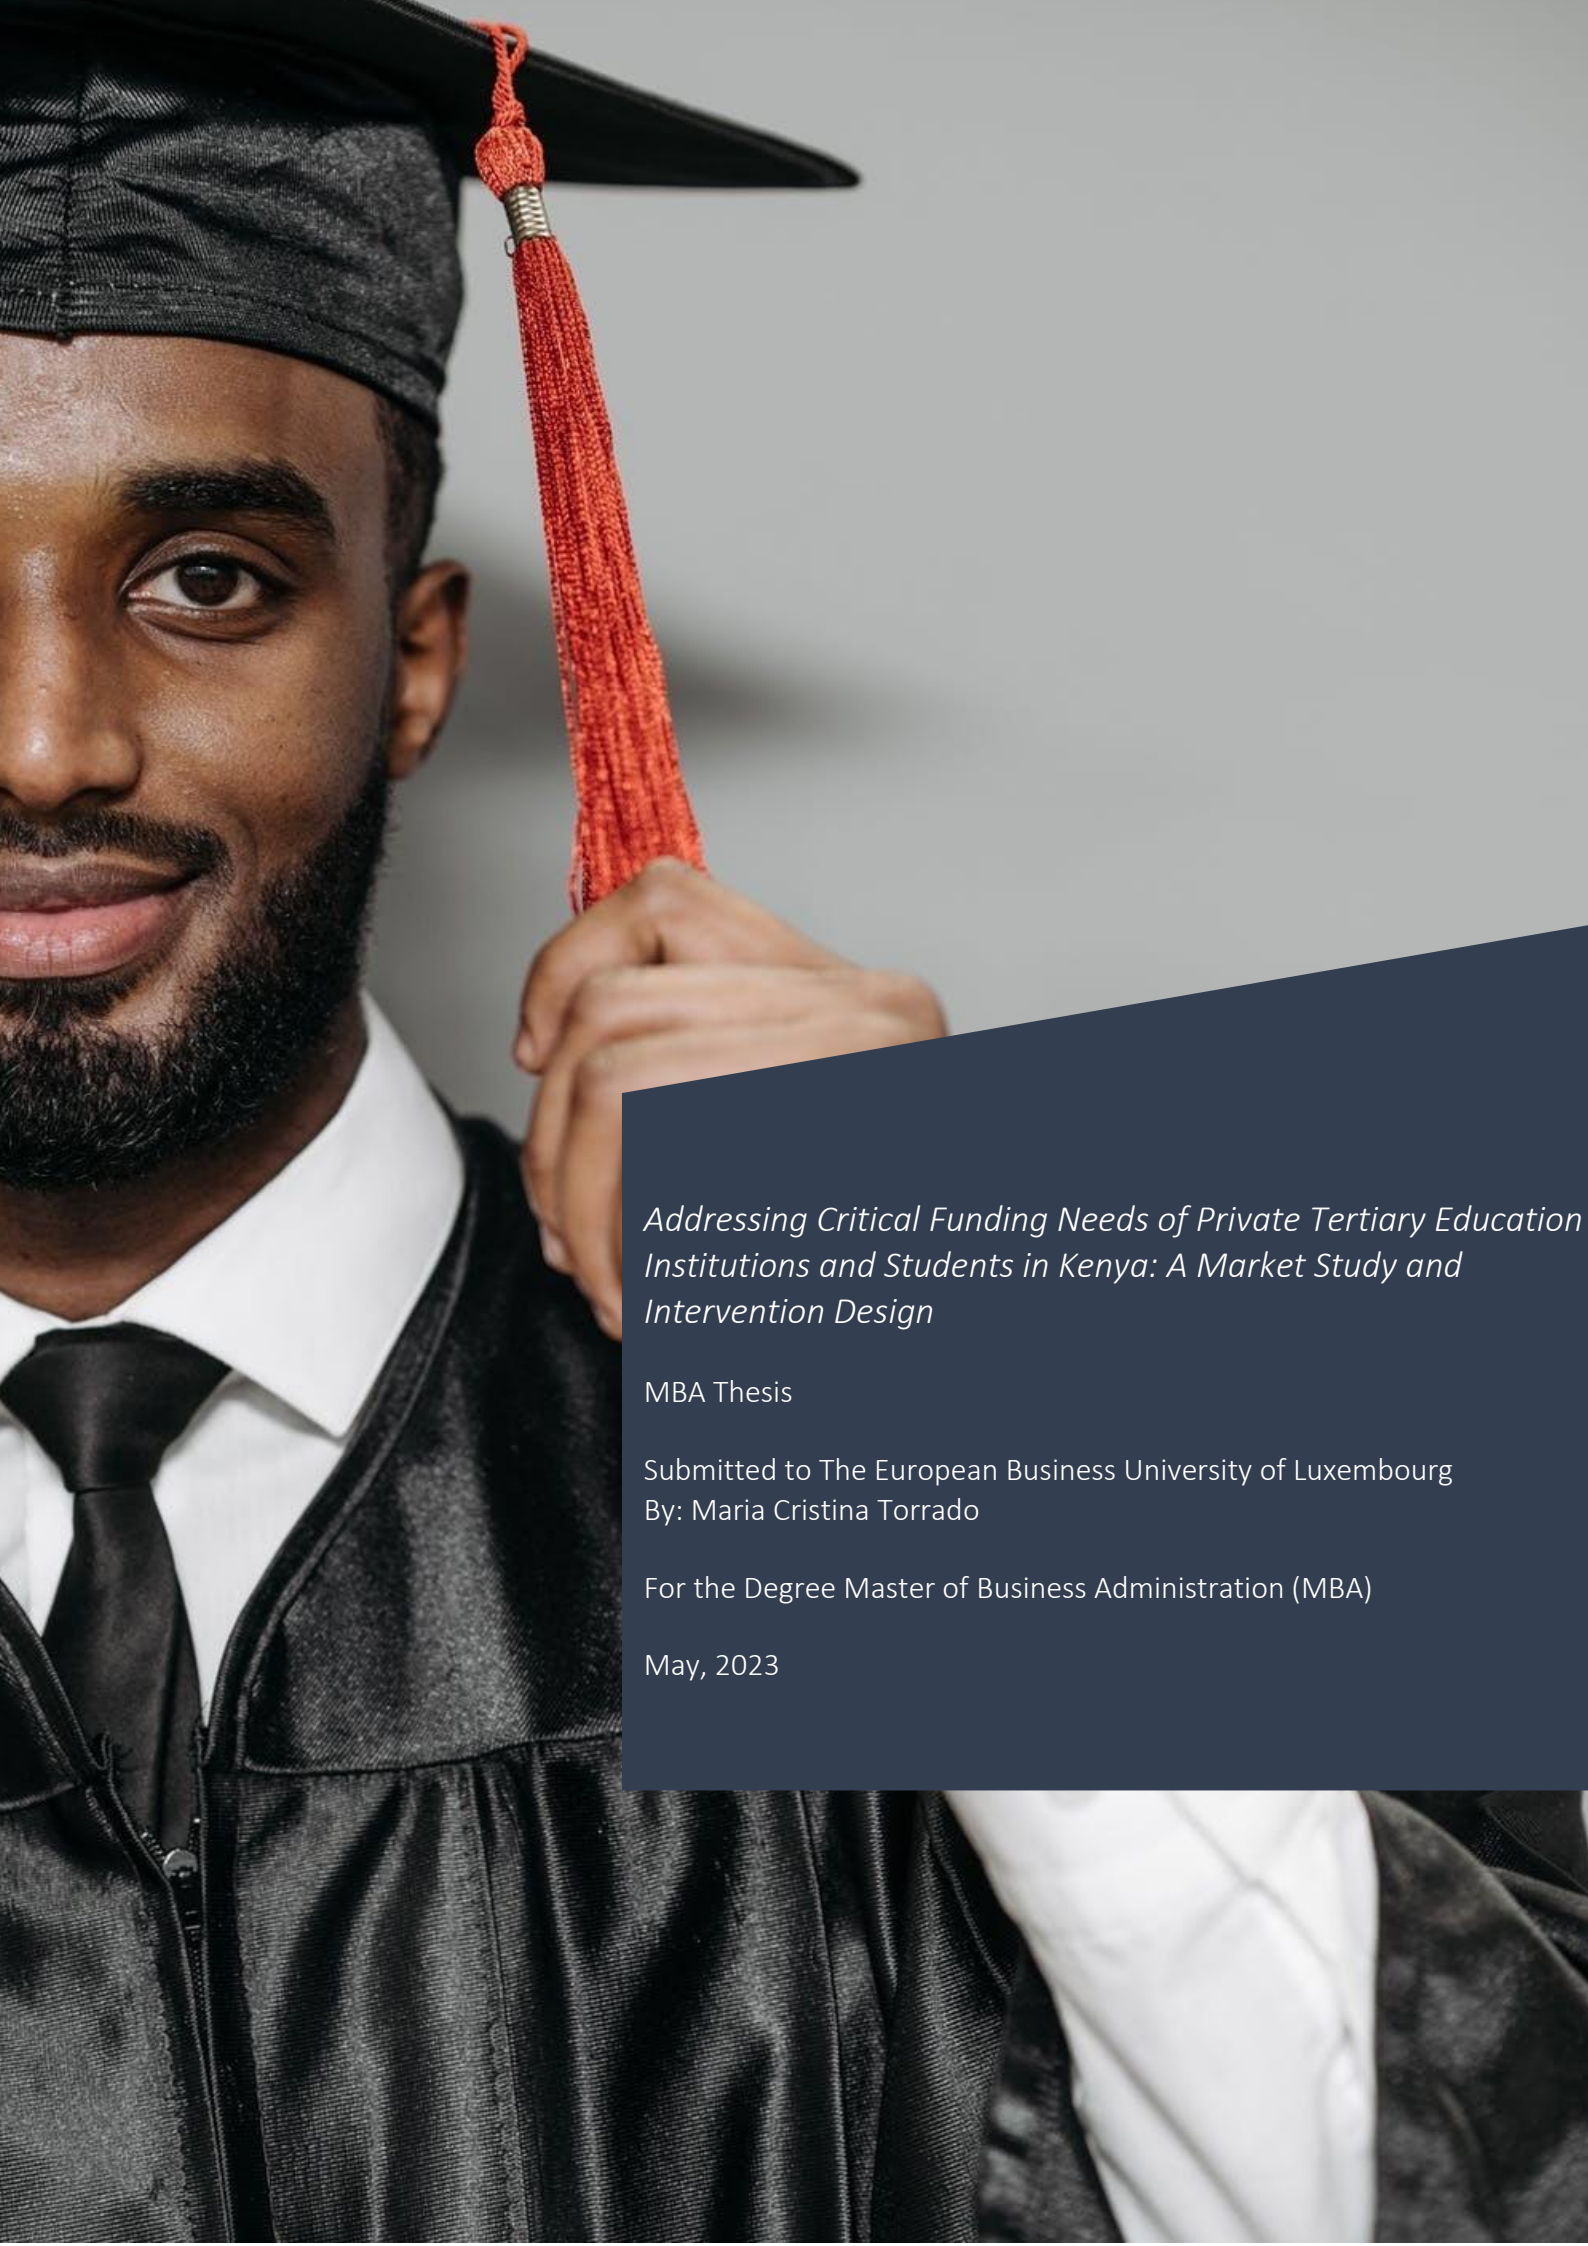 Addressing Critical Funding Needs of Private Tertiary Education
Institutions and Students in Kenya: A Market Study and
Intervention Design
MBA Thesis
Submitted to The European Business University of Luxembourg
By: Maria Cristina Torrado
For the Degree Master of Business Administration (MBA)
May, 2023